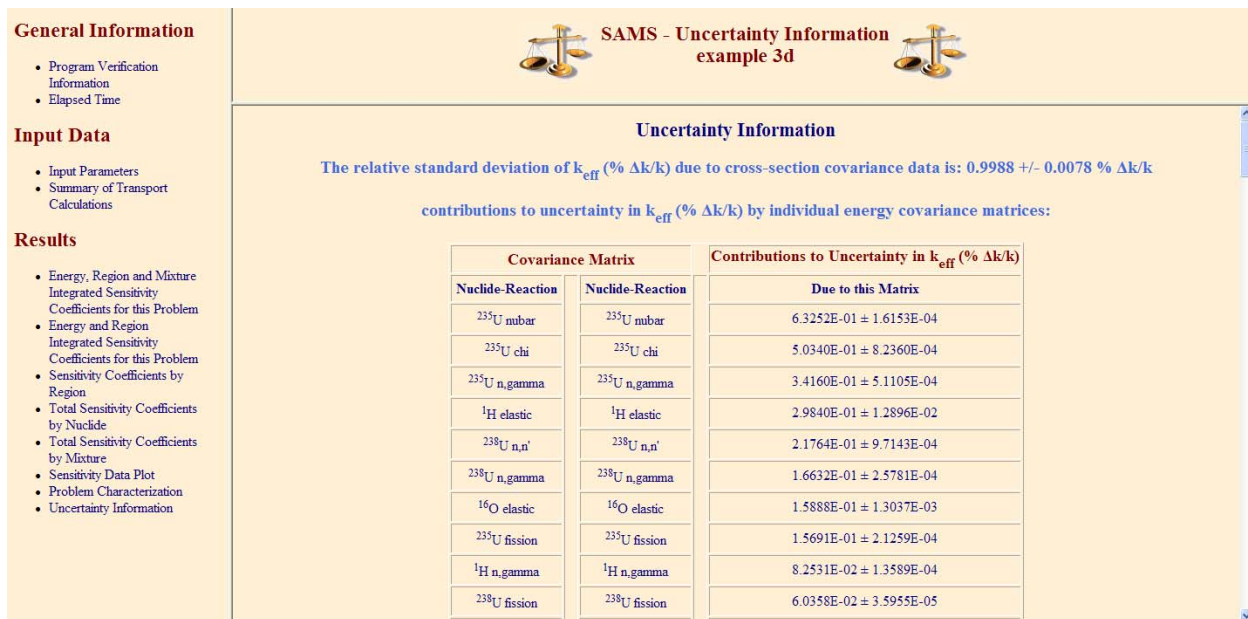 General Information
• Program Verification
Information
• Elapsed Time
Input Data
• Input Parameters
• Summary of Transport
Calculations
Results
• Energy, Region and Mixture
Integrated Sensitivity
Coefficients for this Problem
• Energy and Region
Integrated Sensitivity
Coefficients for this Problem
• Sensitivity Coefficients by
Region
• Total Sensitivity Coefficients
by Nuclide
• Total Sensitivity Coefficients
by Mixture
• Sensitivity Data Plot
• Problem Characterization
• Uncertainty Information
SAMS - Uncertainty Information
example 3d
Uncertainty Information
The relative standard deviation of k_eff (% Δk/k) due to cross-section covariance data is: 0.9988 +/- 0.0078 % Δk/k
contributions to uncertainty in k_eff (% Δk/k) by individual energy covariance matrices:
Covariance Matrix Contributions to Uncertainty in k_eff (% Δk/k)
Nuclide-Reaction Nuclide-Reaction Due to this Matrix
²³⁵U nubar ²³⁵U nubar 6.3252E-01 ± 1.6153E-04
²³⁵U chi ²³⁵U chi 5.0340E-01 ± 8.2360E-04
²³⁵U n,gamma ²³⁵U n,gamma 3.4160E-01 ± 5.1105E-04
¹H elastic ¹H elastic 2.9840E-01 ± 1.2896E-02
²³⁸U n,n' ²³⁸U n,n' 2.1764E-01 ± 9.7143E-04
²³⁸U n,gamma ²³⁸U n,gamma 1.6632E-01 ± 2.5781E-04
¹⁶O elastic ¹⁶O elastic 1.5888E-01 ± 1.3037E-03
²³⁵U fission ²³⁵U fission 1.5691E-01 ± 2.1259E-04
¹H n,gamma ¹H n,gamma 8.2531E-02 ± 1.3589E-04
²³⁸U fission ²³⁸U fission 6.0358E-02 ± 3.5955E-05